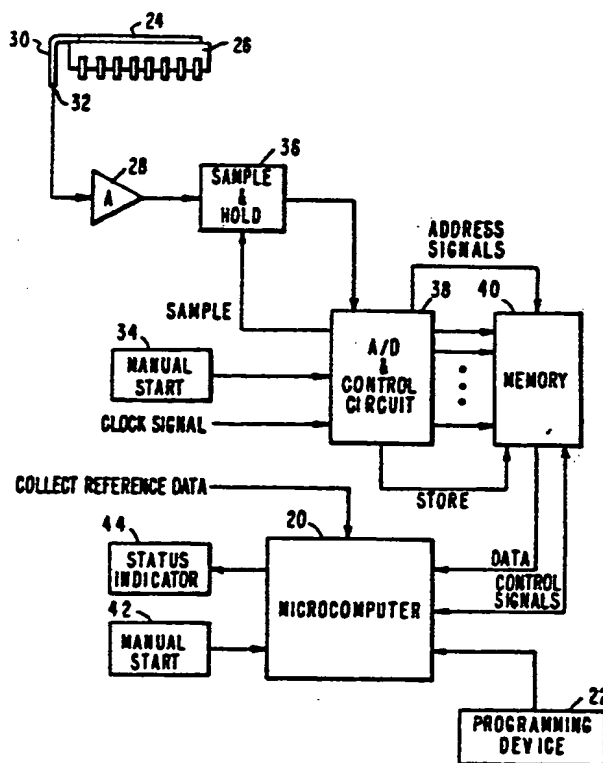 24
30
26
32
28
A
36
SAMPLE
&
HOLD
ADDRESS
SIGNALS
SAMPLE
38
40
34
MANUAL
START
A/D
&
CONTROL
CIRCUIT
MEMORY
CLOCK SIGNAL
STORE
COLLECT REFERENCE DATA
20
44
STATUS
INDICATOR
DATA
CONTROL
SIGNALS
MICROCOMPUTER
42
MANUAL
START
22
PROGRAMMING
DEVICE